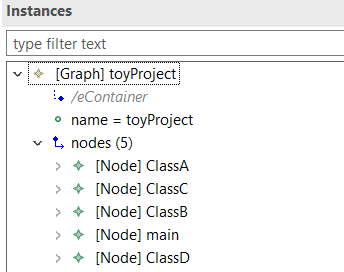 Instances
type filter text
[Graph] toyProject
/eContainer
name = toyProject
nodes (5)
[Node] ClassA
[Node] ClassC
[Node] ClassB
[Node] main
[Node] ClassD